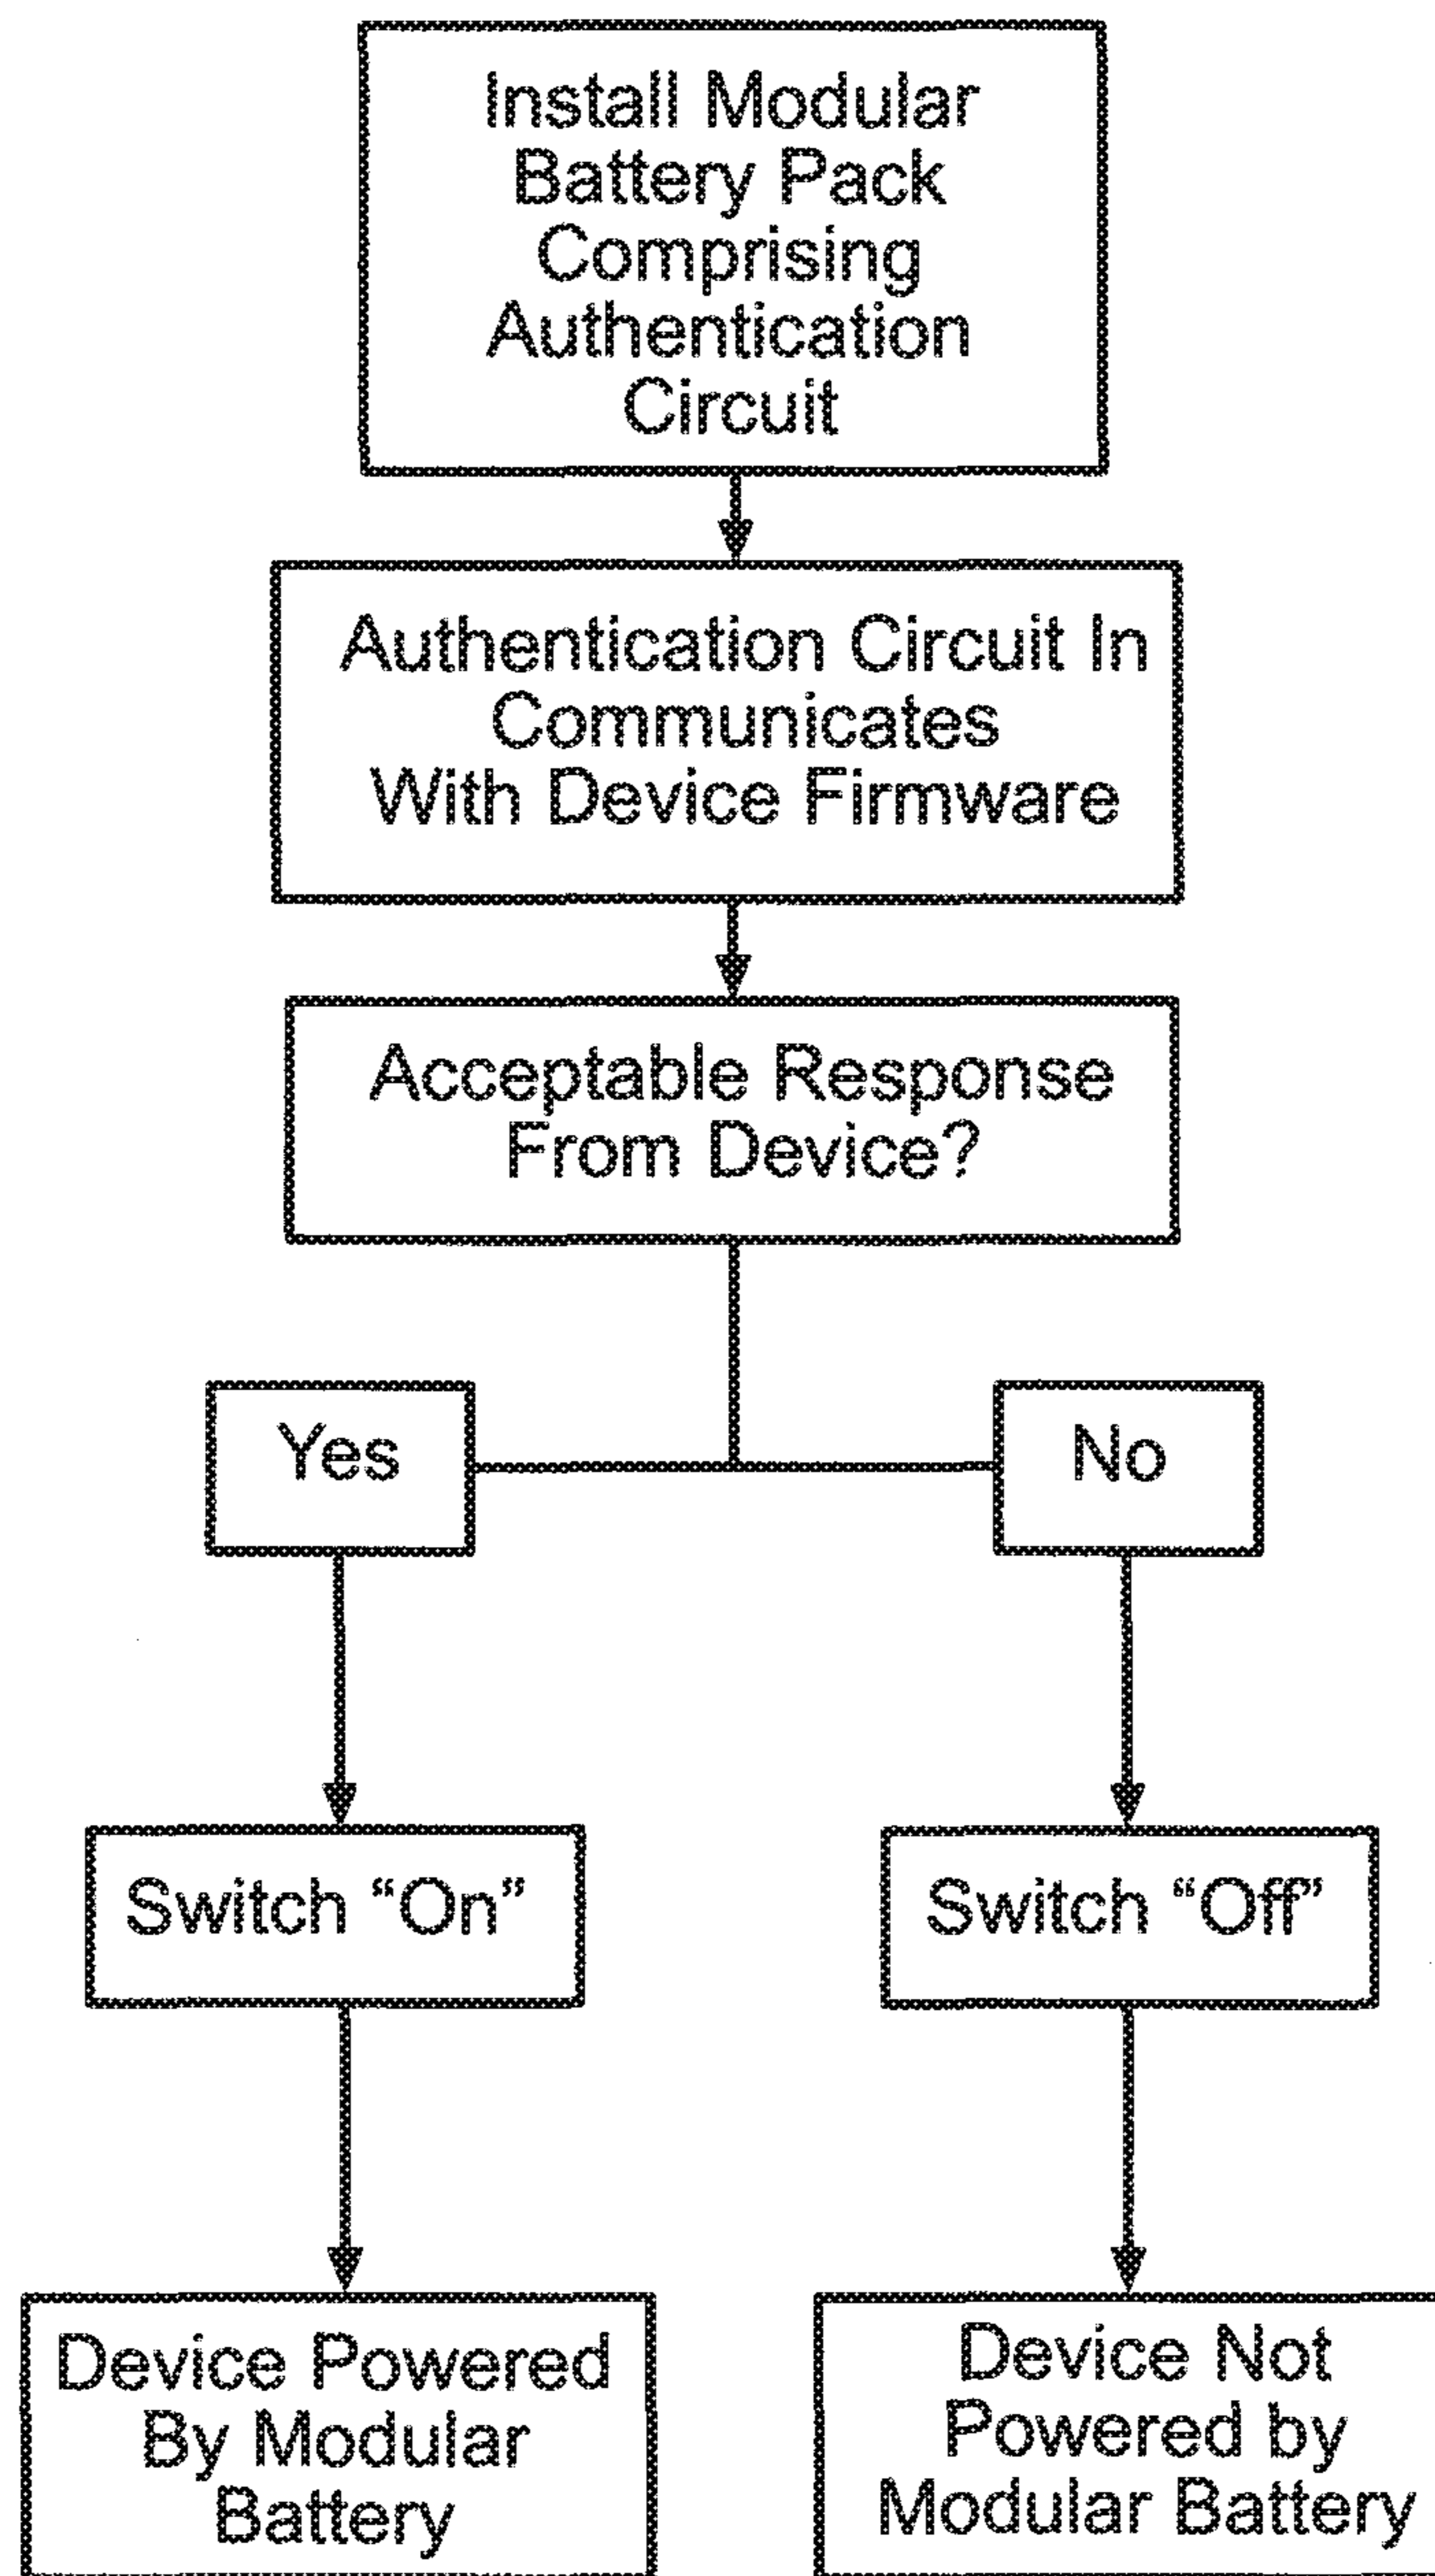 Install Modular
Battery Pack
Comprising
Authentication
Circuit
Authentication Circuit In
Communicates
With Device Firmware
Acceptable Response
From Device?
Yes
No
Switch “On”
Switch “Off”
Device Powered
By Modular
Battery
Device Not
Powered by
Modular Battery